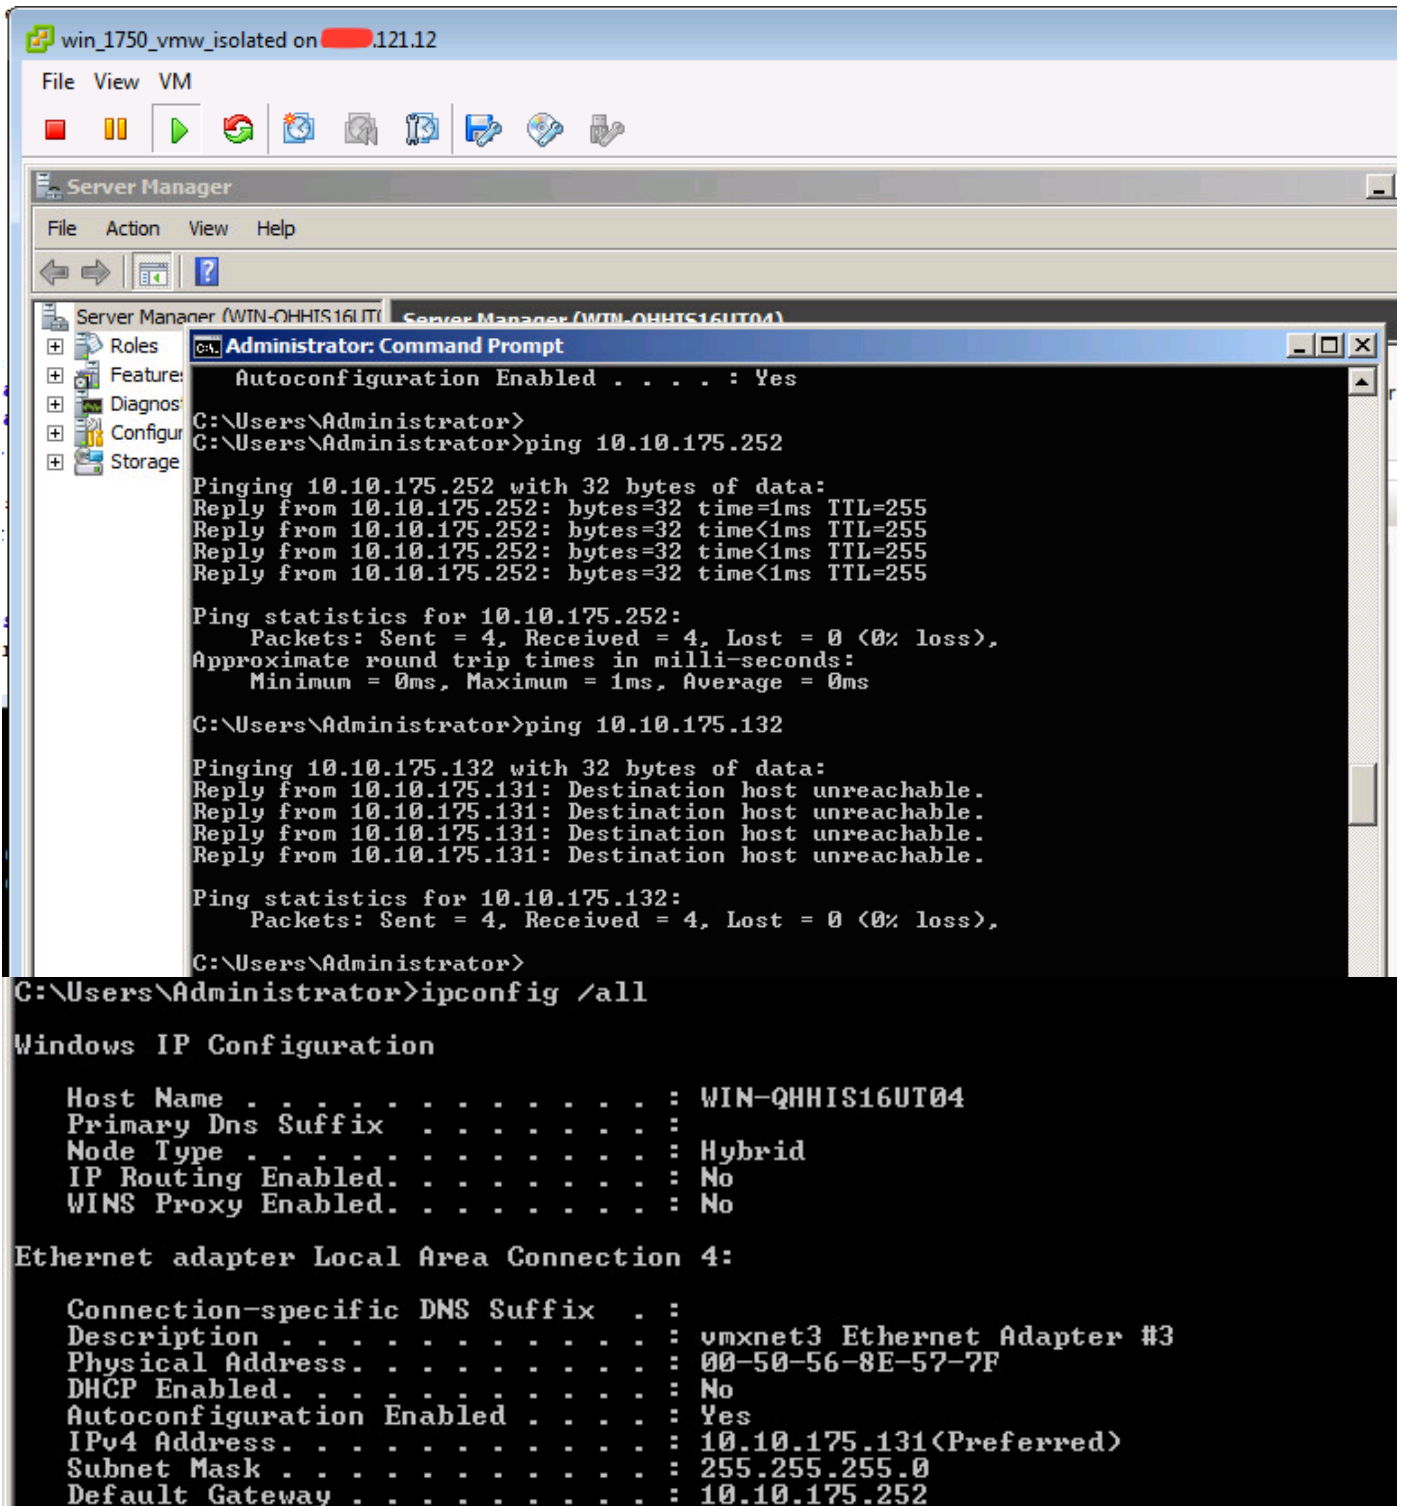 win_1750_vmw_isolated on .121.12
File View VM
Server Manager
File Action View Help
Server Manager (WIN-QHHIS16UT0
Server Manager (WIN-QHHIS16UT04)
Roles
Administrator: Command Prompt
Features
Diagnos
Configur
Storage
Autoconfiguration Enabled . . . . : Yes
C:\Users\Administrator>
C:\Users\Administrator>ping 10.10.175.252
Pinging 10.10.175.252 with 32 bytes of data:
Reply from 10.10.175.252: bytes=32 time=1ms TTL=255
Reply from 10.10.175.252: bytes=32 time<1ms TTL=255
Reply from 10.10.175.252: bytes=32 time<1ms TTL=255
Reply from 10.10.175.252: bytes=32 time<1ms TTL=255
Ping statistics for 10.10.175.252:
Packets: Sent = 4, Received = 4, Lost = 0 (0% loss),
Approximate round trip times in milli-seconds:
Minimum = 0ms, Maximum = 1ms, Average = 0ms
C:\Users\Administrator>ping 10.10.175.132
Pinging 10.10.175.132 with 32 bytes of data:
Reply from 10.10.175.131: Destination host unreachable.
Reply from 10.10.175.131: Destination host unreachable.
Reply from 10.10.175.131: Destination host unreachable.
Reply from 10.10.175.131: Destination host unreachable.
Ping statistics for 10.10.175.132:
Packets: Sent = 4, Received = 4, Lost = 0 (0% loss),
C:\Users\Administrator>
C:\Users\Administrator>ipconfig /all
Windows IP Configuration
Host Name . . . . . . . . . . . . : WIN-QHHIS16UT04
Primary Dns Suffix . . . . . . . :
Node Type . . . . . . . . . . . . : Hybrid
IP Routing Enabled. . . . . . . . : No
WINS Proxy Enabled. . . . . . . . : No
Ethernet adapter Local Area Connection 4:
Connection-specific DNS Suffix . :
Description . . . . . . . . . . . : vmxnet3 Ethernet Adapter #3
Physical Address. . . . . . . . . : 00-50-56-8E-57-7F
DHCP Enabled. . . . . . . . . . . : No
Autoconfiguration Enabled . . . . : Yes
IPv4 Address. . . . . . . . . . . : 10.10.175.131(Preferred)
Subnet Mask . . . . . . . . . . . : 255.255.255.0
Default Gateway . . . . . . . . . : 10.10.175.252